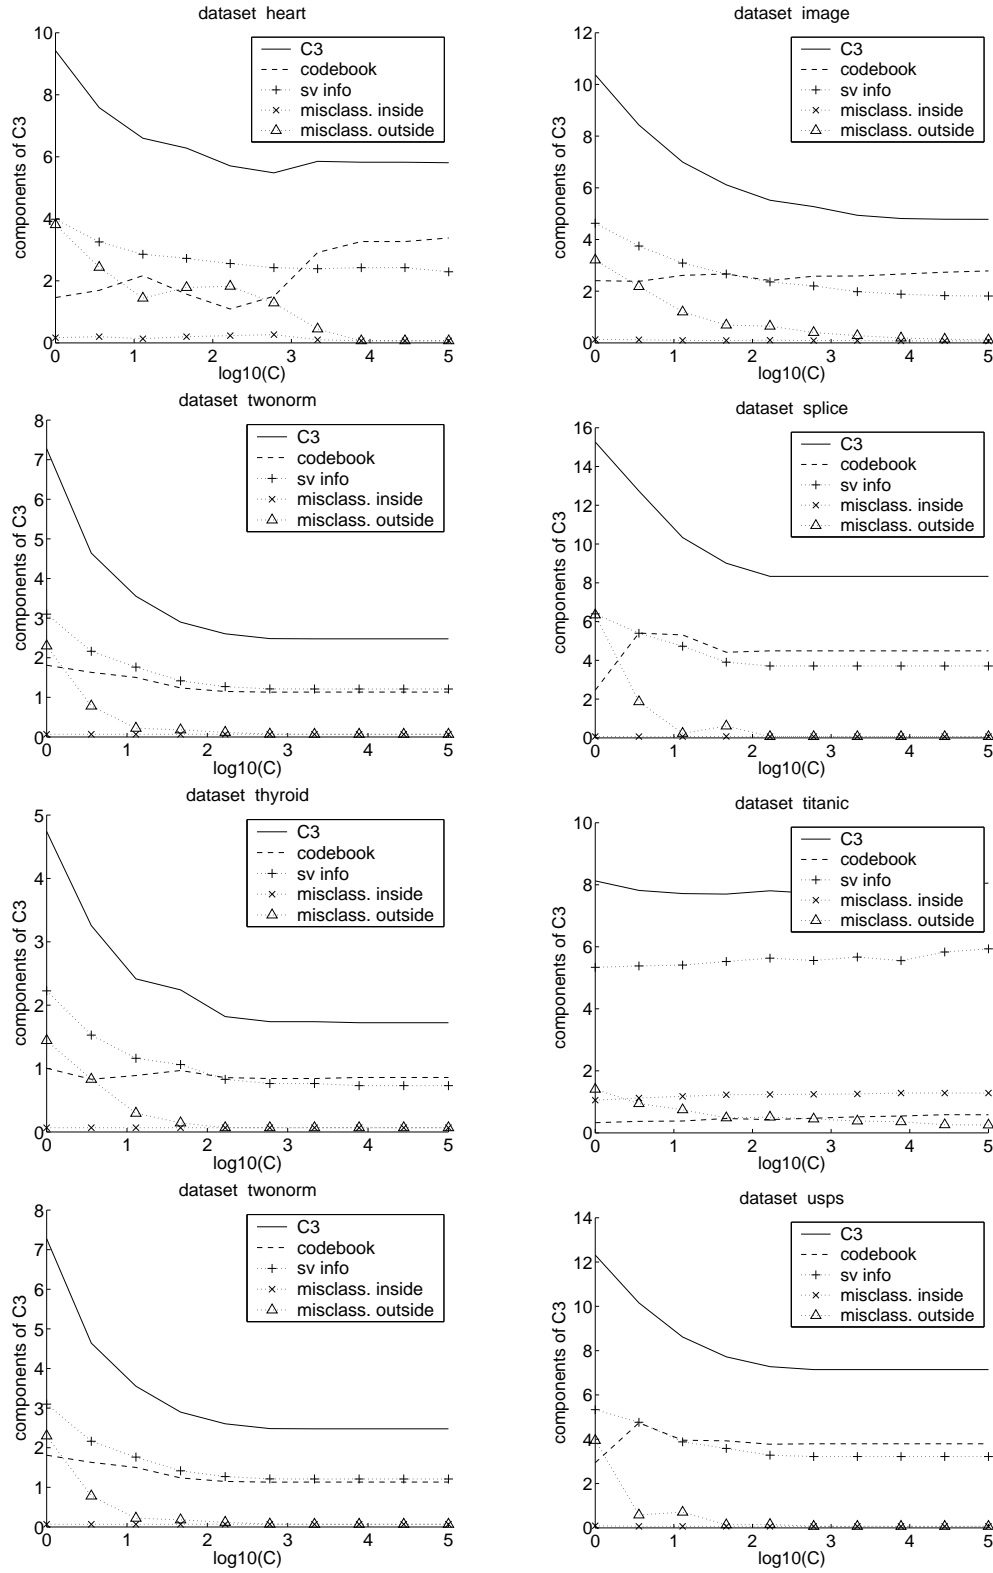 dataset heart
10
8
6
4
2
0
components of C3
C3
codebook
sv info
misclass. inside
misclass. outside
0 1 2 3 4 5
log10(C)
dataset image
12
10
8
6
4
2
0
components of C3
C3
codebook
sv info
misclass. inside
misclass. outside
0 1 2 3 4 5
log10(C)
dataset twonorm
8
7
6
5
4
3
2
1
0
components of C3
C3
codebook
sv info
misclass. inside
misclass. outside
0 1 2 3 4 5
log10(C)
dataset splice
16
14
12
10
8
6
4
2
0
components of C3
C3
codebook
sv info
misclass. inside
misclass. outside
0 1 2 3 4 5
log10(C)
dataset thyroid
5
4
3
2
1
0
components of C3
C3
codebook
sv info
misclass. inside
misclass. outside
0 1 2 3 4 5
log10(C)
dataset titanic
10
8
6
4
2
0
components of C3
C3
codebook
sv info
misclass. inside
misclass. outside
0 1 2 3 4 5
log10(C)
dataset twonorm
8
7
6
5
4
3
2
1
0
components of C3
C3
codebook
sv info
misclass. inside
misclass. outside
0 1 2 3 4 5
log10(C)
dataset usps
14
12
10
8
6
4
2
0
components of C3
C3
codebook
sv info
misclass. inside
misclass. outside
0 1 2 3 4 5
log10(C)